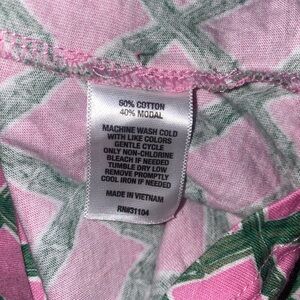 60% COTTON
40% MODAL
MACHINE WASH COLD
WITH LIKE COLORS
GENTLE CYCLE
ONLY NON-CHLORINE
BLEACH IF NEEDED
TUMBLE DRY LOW
REMOVE PROMPTLY
COOL IRON IF NEEDED
MADE IN VIETNAM
RN#31104